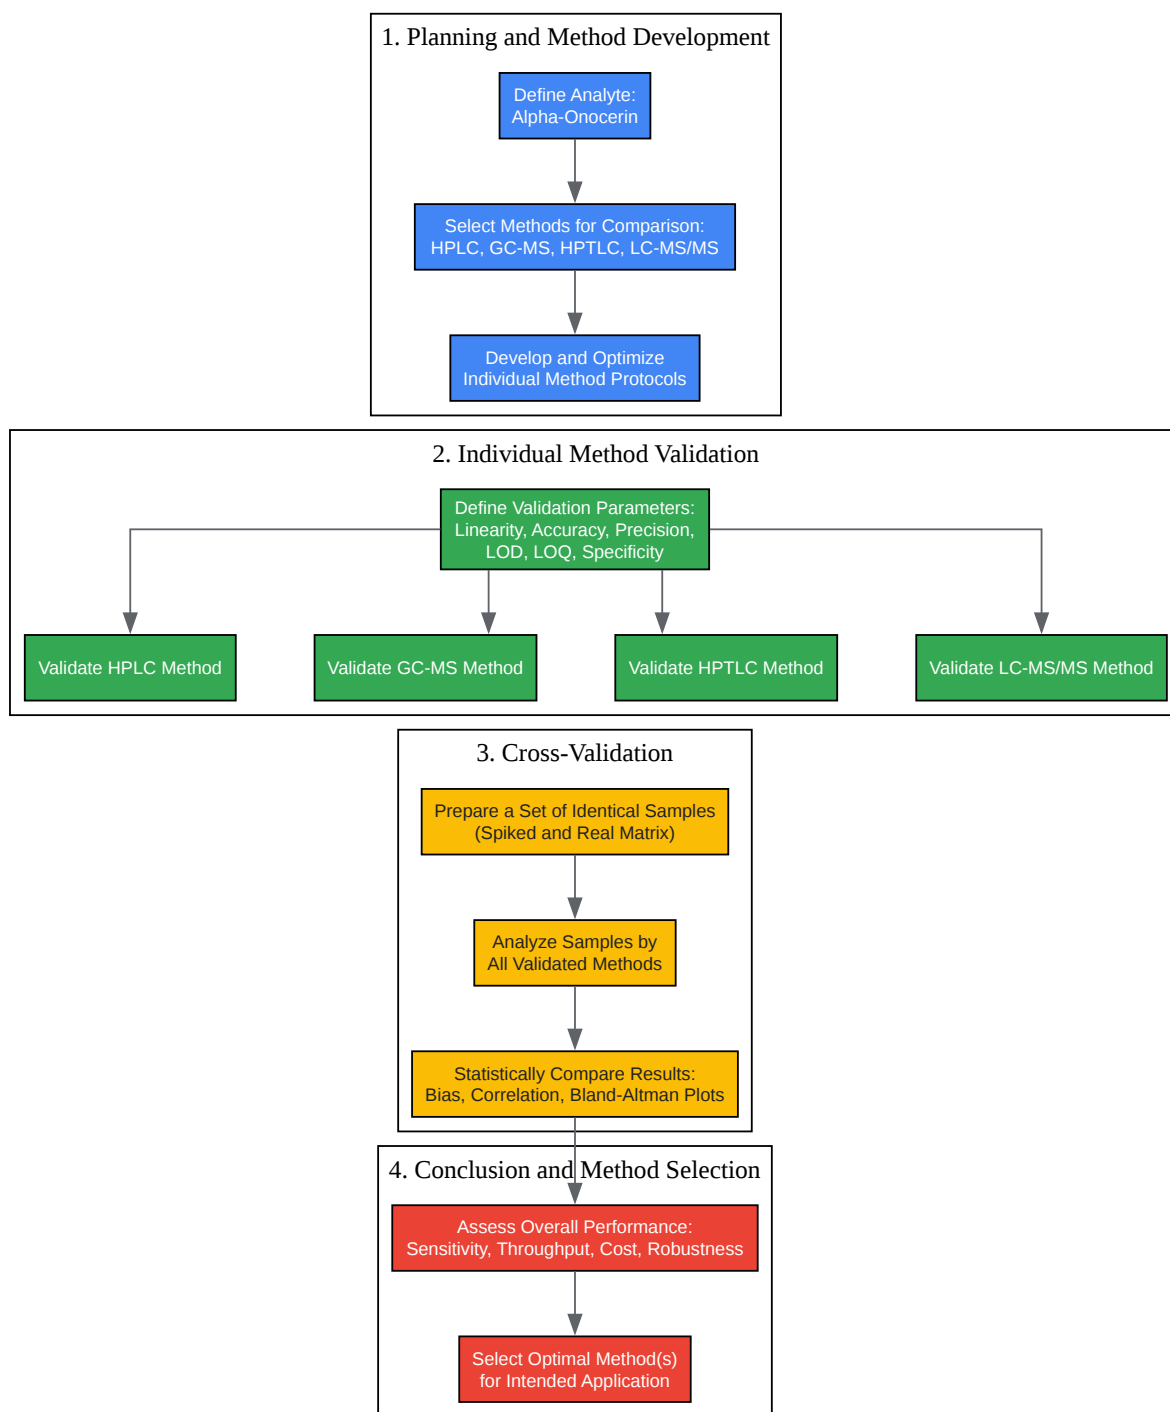 1. Planning and Method Development
Define Analyte:
Alpha-Onocerin
Select Methods for Comparison:
HPLC, GC-MS, HPTLC, LC-MS/MS
Develop and Optimize
Individual Method Protocols
2. Individual Method Validation
Define Validation Parameters:
Linearity, Accuracy, Precision,
LOD, LOQ, Specificity
Validate HPLC Method
Validate GC-MS Method
Validate HPTLC Method
Validate LC-MS/MS Method
3. Cross-Validation
Prepare a Set of Identical Samples
(Spiked and Real Matrix)
Analyze Samples by
All Validated Methods
Statistically Compare Results:
Bias, Correlation, Bland-Altman Plots
4. Conclusion and Method Selection
Assess Overall Performance:
Sensitivity, Throughput, Cost, Robustness
Select Optimal Method(s)
for Intended Application